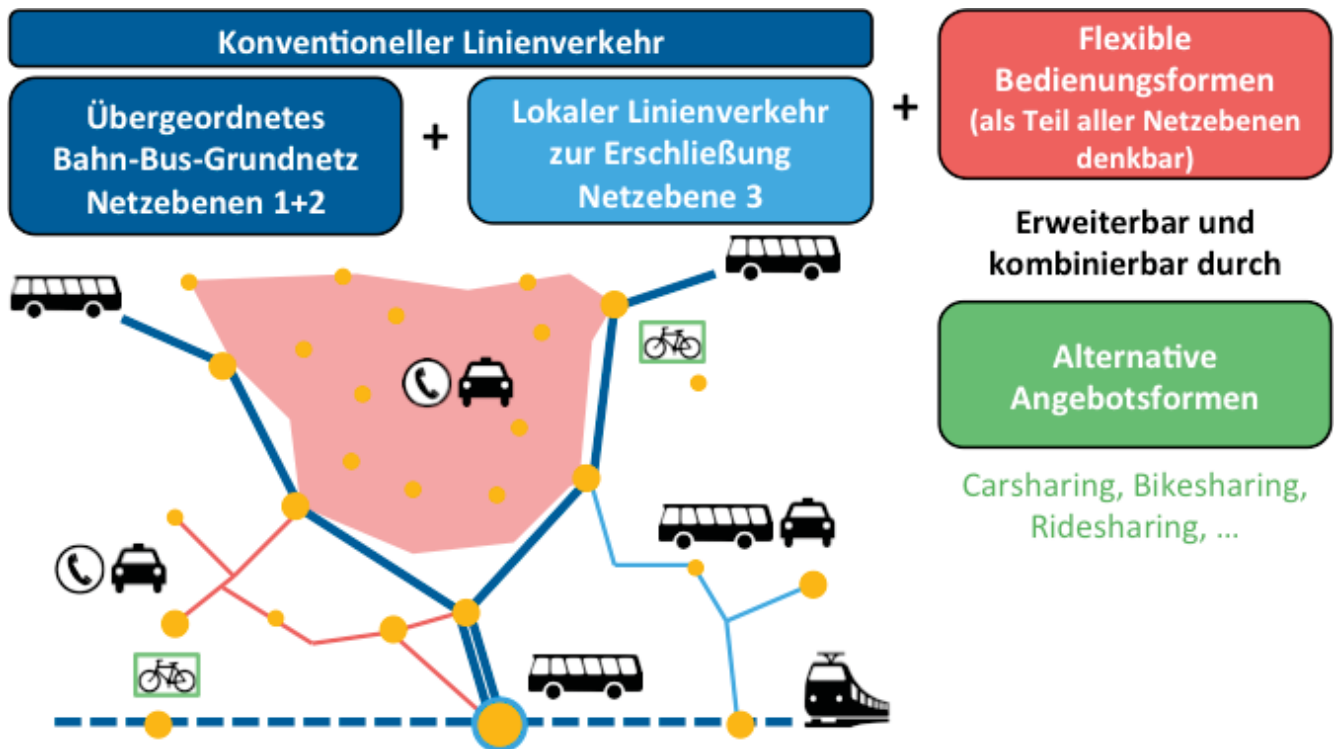 Konventioneller Linienverkehr
Übergeordnetes
Bahn-Bus-Grundnetz
Netzebenen 1+2
+
Lokaler Linienverkehr
zur Erschließung
Netzebene 3
+
Flexible
Bedienungsformen
(als Teil aller Netzebenen
denkbar)
Erweiterbar und
kombinierbar durch
Alternative
Angebotsformen
Carsharing, Bikesharing,
Ridesharing, ...